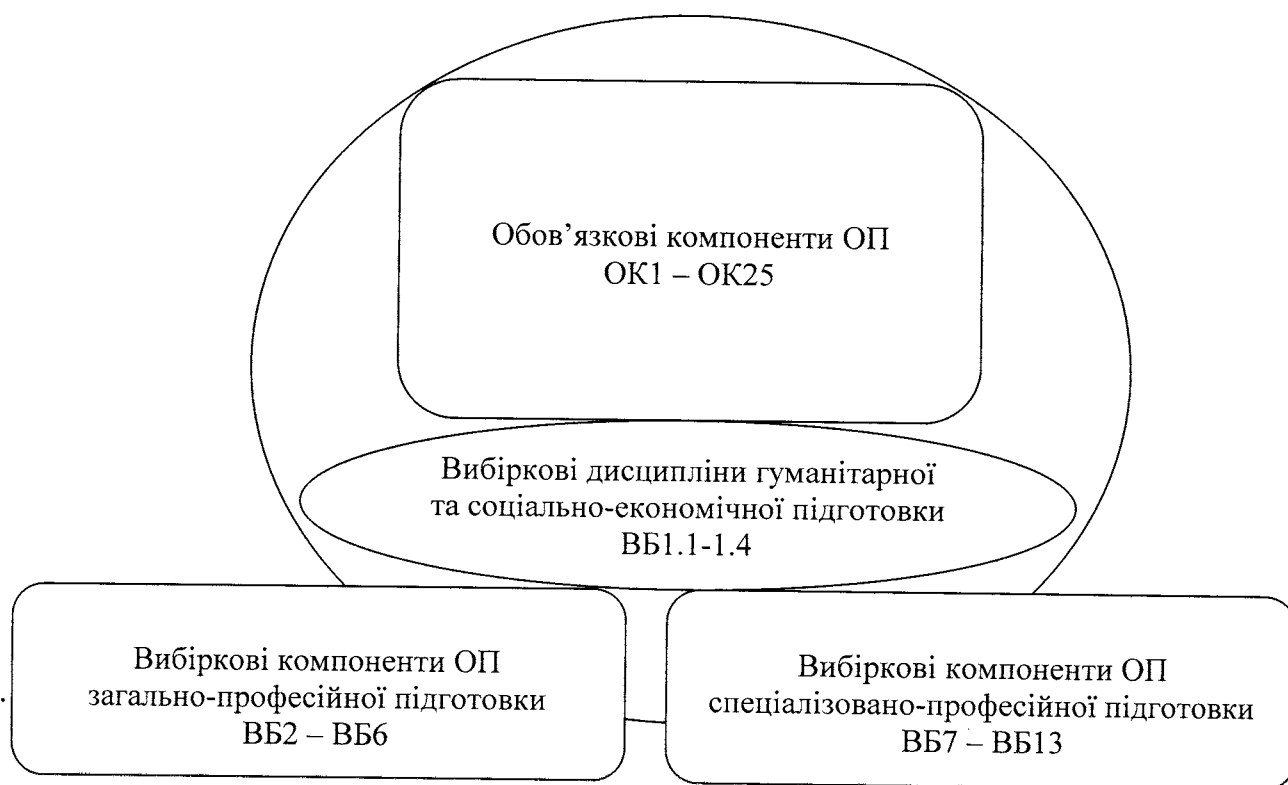 Обов’язкові компоненти ОП
ОК1 – ОК25
Вибіркові дисципліни гуманітарної
та соціально-економічної підготовки
ВБ1.1-1.4
Вибіркові компоненти ОП
загально-професійної підготовки
ВБ2 – ВБ6
Вибіркові компоненти ОП
спеціалізовано-професійної підготовки
ВБ7 – ВБ13